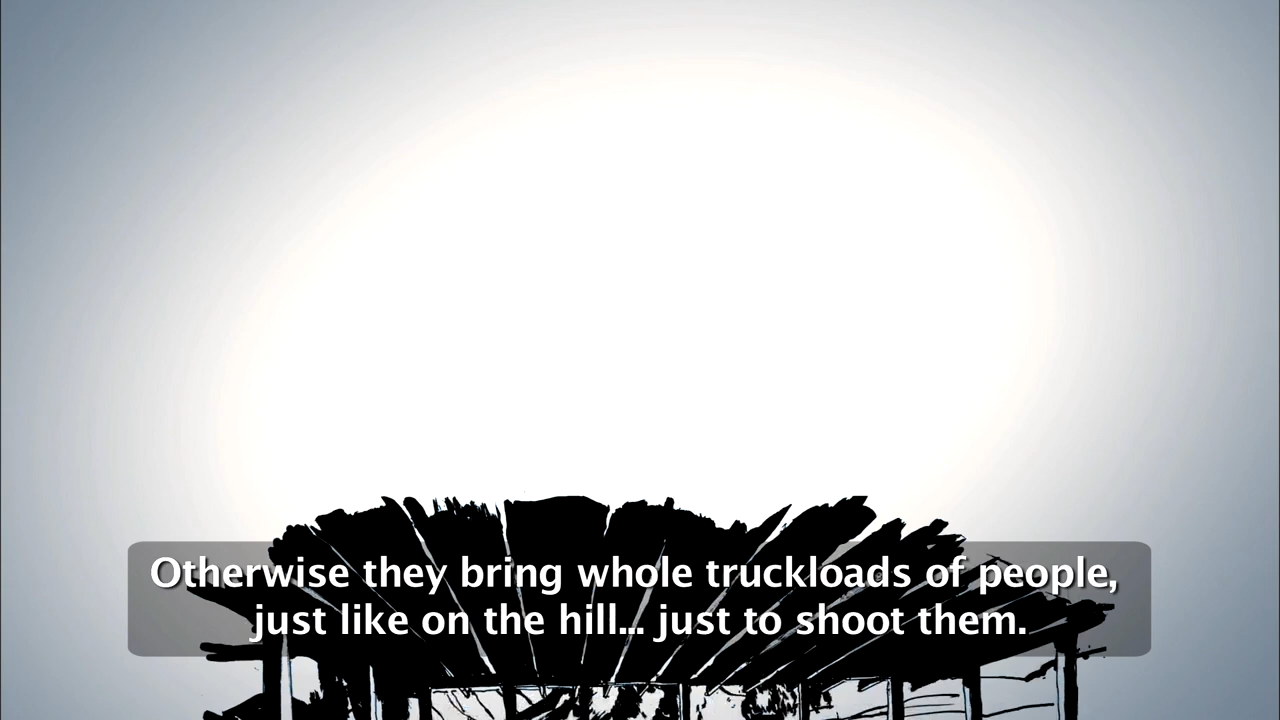 Otherwise they bring whole truckloads of people,
just like on the hill... just to shoot them.